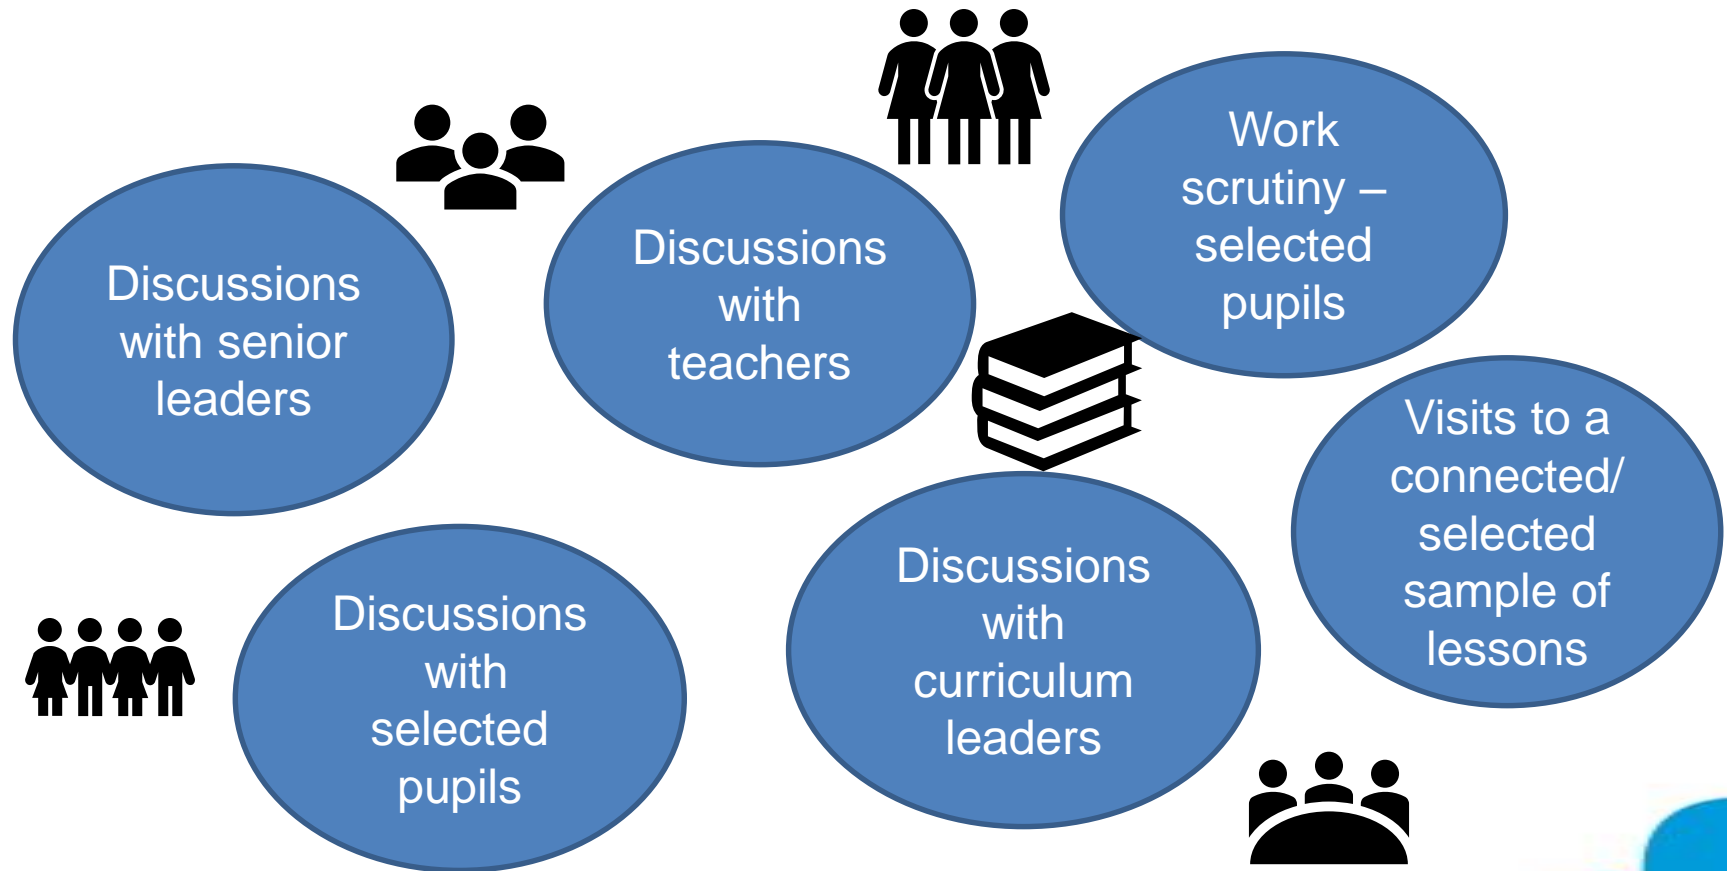 Discussions
with senior
leaders
Discussions
with
teachers
Work
scrutiny –
selected
pupils
Discussions
with
selected
pupils
Discussions
with
curriculum
leaders
Visits to a
connected/
selected
sample of
lessons